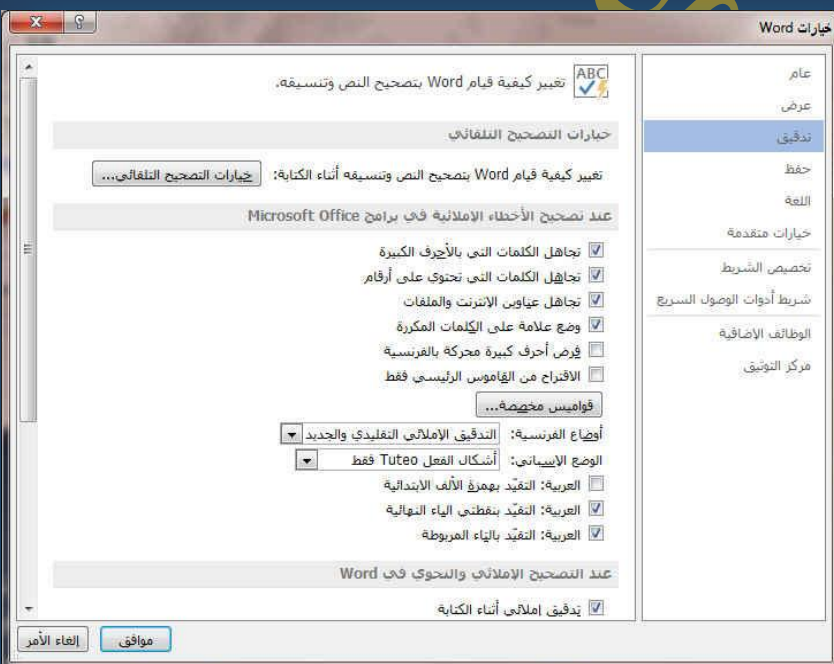 خيارات Word
عام
عرض
تدقيق
حفظ
اللغة
خيارات متقدمة
تخصيص الشريط
شريط أدوات الوصول السريع
الوظائف الإضافية
مركز التوثيق
ABC
تغيير كيفية قيام Word بتصحيح النص وتنسيقه.
خيارات التصحيح التلقائي
تغيير كيفية قيام Word بتصحيح النص وتنسيقه أثناء الكتابة: خيارات التصحيح التلقائي...
عند تصحيح الأخطاء الإملائية في برامج Microsoft Office
تجاهل الكلمات التي بالأحرف الكبيرة
تجاهل الكلمات التي تحتوي على أرقام
تجاهل عناوين الإنترنت والملفات
وضع علامة على الكلمات المكررة
فرض أحرف كبيرة محركة بالفرنسية
الاقتراح من القاموس الرئيسي فقط
قواميس مخصصة...
أوضاع الفرنسية: التدقيق الإملائي التقليدي والجديد
الوضع الإسباني: أشكال الفعل Tuteo فقط
العربية: التقيّد بهمزة الألف الابتدائية
العربية: التقيّد بنقطتي الياء النهائية
العربية: التقيّد بالتاء المربوطة
عند التصحيح الإملائي والنحوي في Word
تدقيق إملائي أثناء الكتابة
موافق
إلغاء الأمر